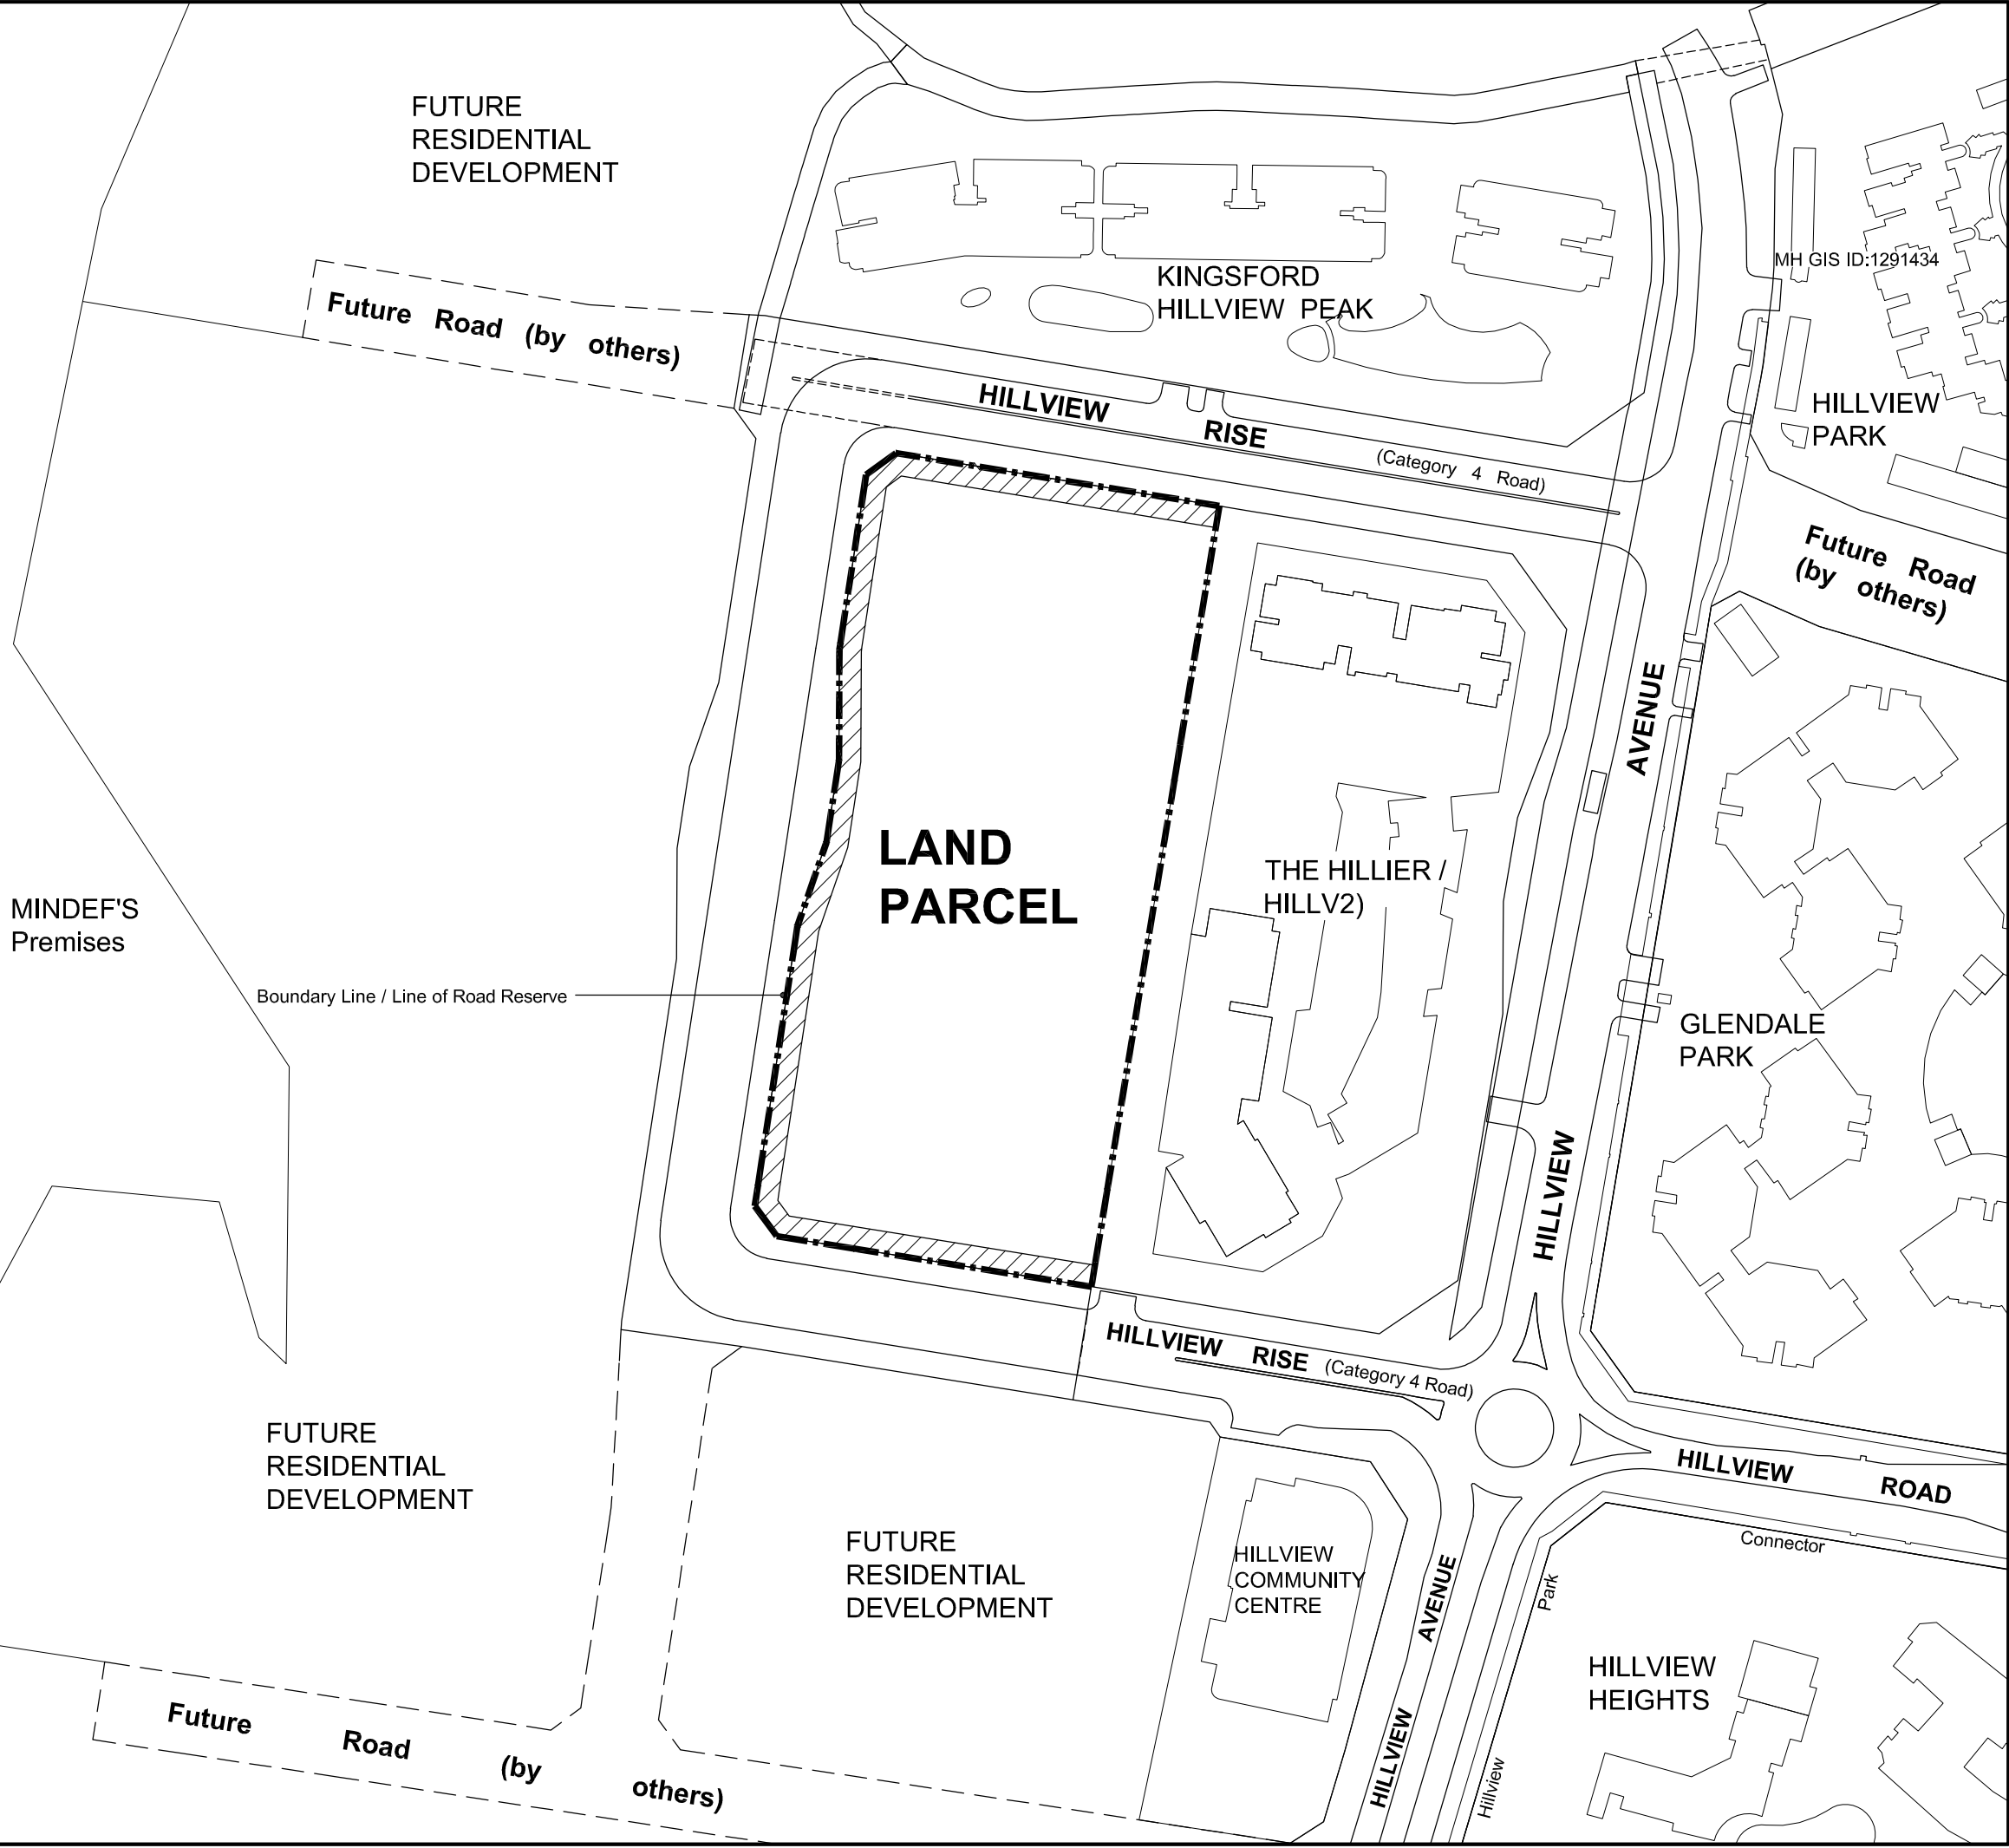 FUTURE
RESIDENTIAL
DEVELOPMENT
KINGSFORD
HILLVIEW PEAK
MH GIS ID:1291434
Future Road (by others)
HILLVIEW RISE (Category 4 Road)
HILLVIEW
PARK
Future Road
(by others)
AVENUE
LAND
PARCEL
THE HILLIER /
HILLV2)
MINDEF'S
Premises
Boundary Line / Line of Road Reserve
GLENDALE
PARK
HILLVIEW
HILLVIEW RISE (Category 4 Road)
FUTURE
RESIDENTIAL
DEVELOPMENT
HILLVIEW ROAD
FUTURE
RESIDENTIAL
DEVELOPMENT
HILLVIEW
COMMUNITY
CENTRE
HILLVIEW AVENUE
Hillview Park Connector
HILLVIEW
HEIGHTS
Future Road (by others)